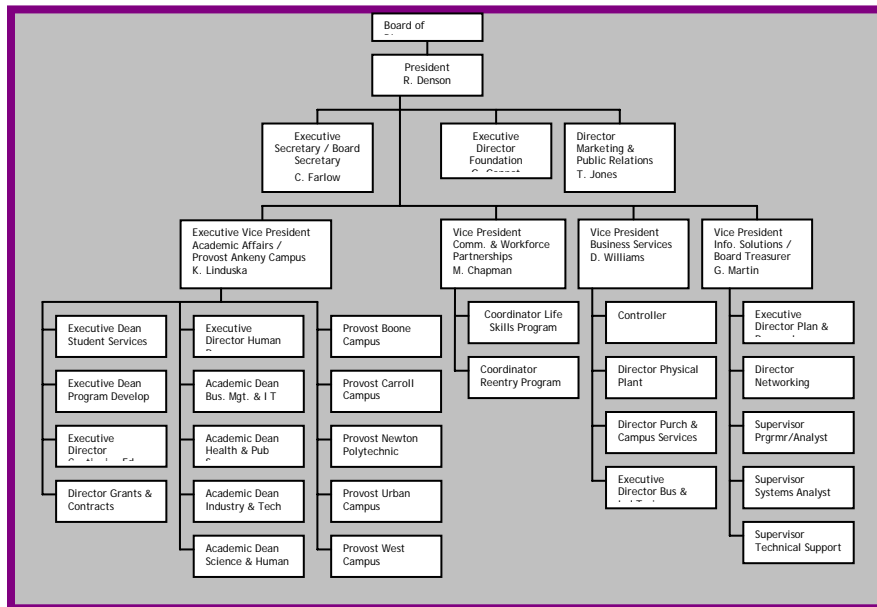 Board of
President
R. Denson
Executive
Secretary / Board
Secretary
C. Farlow
Executive
Director
Foundation
Director
Marketing &
Public Relations
T. Jones
Executive Vice President
Academic Affairs /
Provost Ankeny Campus
K. Linduska
Vice President
Comm. & Workforce
Partnerships
M. Chapman
Vice President
Business Services
D. Williams
Vice President
Info. Solutions /
Board Treasurer
G. Martin
Executive Dean
Student Services
Executive Dean
Program Develop
Executive
Director
Director Grants &
Contracts
Executive
Director Human
Academic Dean
Bus. Mgt. & I T
Academic Dean
Health & Pub
Academic Dean
Industry & Tech
Academic Dean
Science & Human
Provost Boone
Campus
Provost Carroll
Campus
Provost Newton
Polytechnic
Provost Urban
Campus
Provost West
Campus
Coordinator Life
Skills Program
Coordinator
Reentry Program
Controller
Director Physical
Plant
Director Purch &
Campus Services
Executive
Director Bus &
Executive
Director Plan &
Director
Networking
Supervisor
Prgrmr/Analyst
Supervisor
Systems Analyst
Supervisor
Technical Support